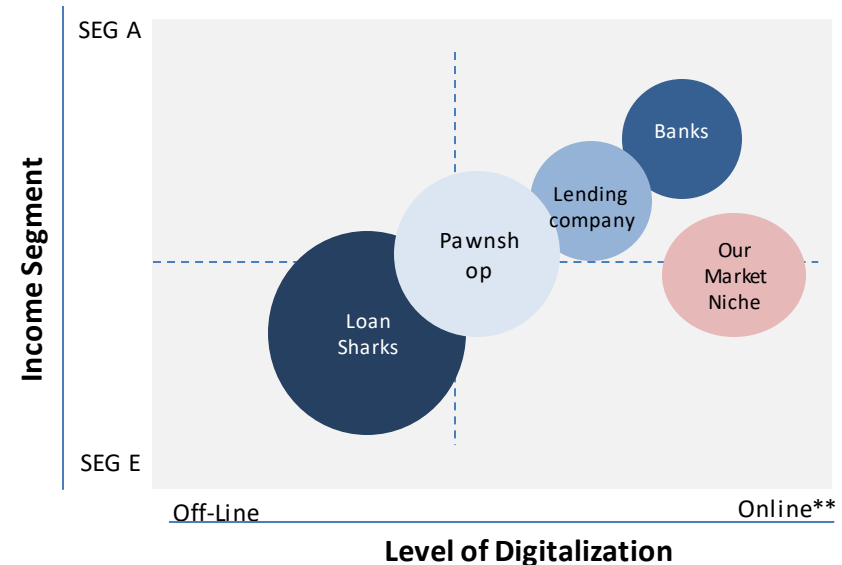 SEG A
Banks
Lending
company
Pawnsh
op
Our
Market
Niche
Loan
Sharks
Income Segment
SEG E
Off-Line
Online**
Level of Digitalization